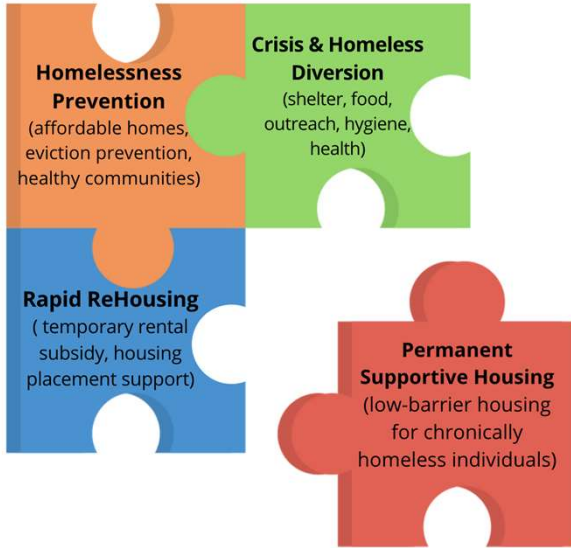 Homelessness
Prevention
(affordable homes,
eviction prevention,
healthy communities)
Crisis & Homeless
Diversion
(shelter, food,
outreach, hygiene,
health)
Rapid ReHousing
( temporary rental
subsidy, housing
placement support)
Permanent
Supportive Housing
(low-barrier housing
for chronically
homeless individuals)